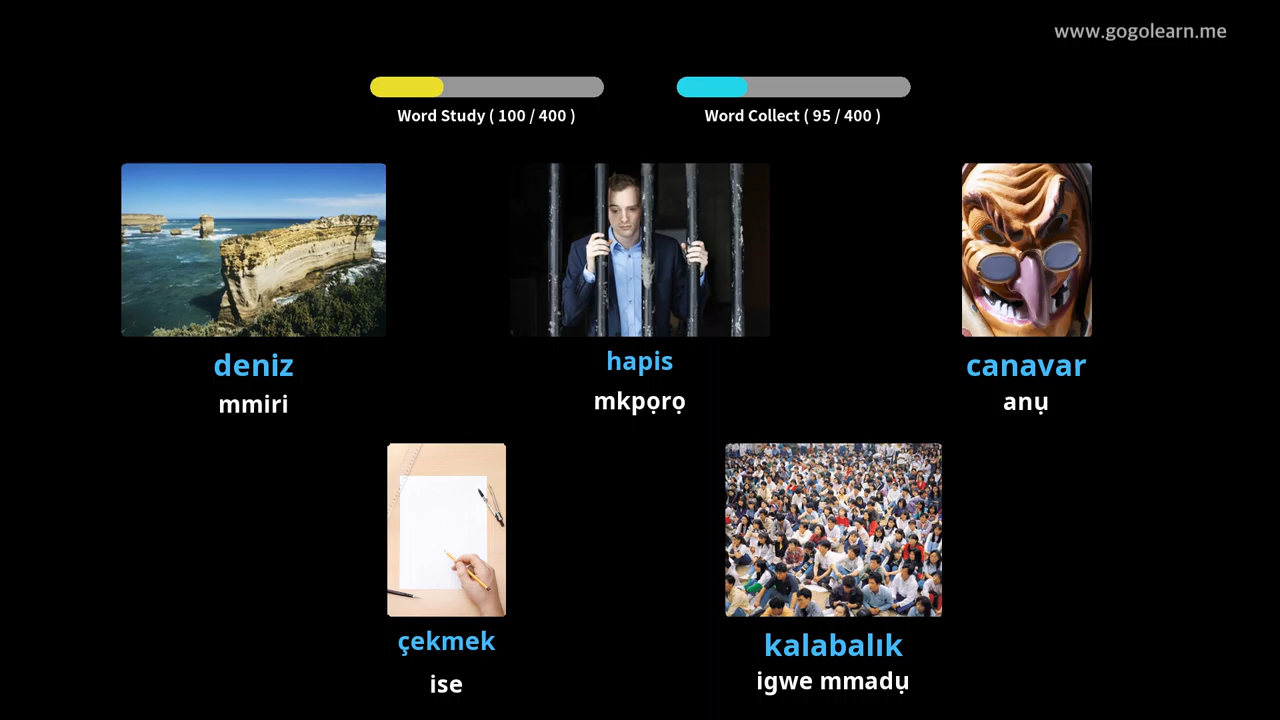 www.gogolearn.me
Word Study ( 100 / 400 )
Word Collect ( 95 / 400 )
deniz
mmiri
hapis
mkpọrọ
canavar
anụ
çekmek
ise
kalabalık
igwe mmadụ